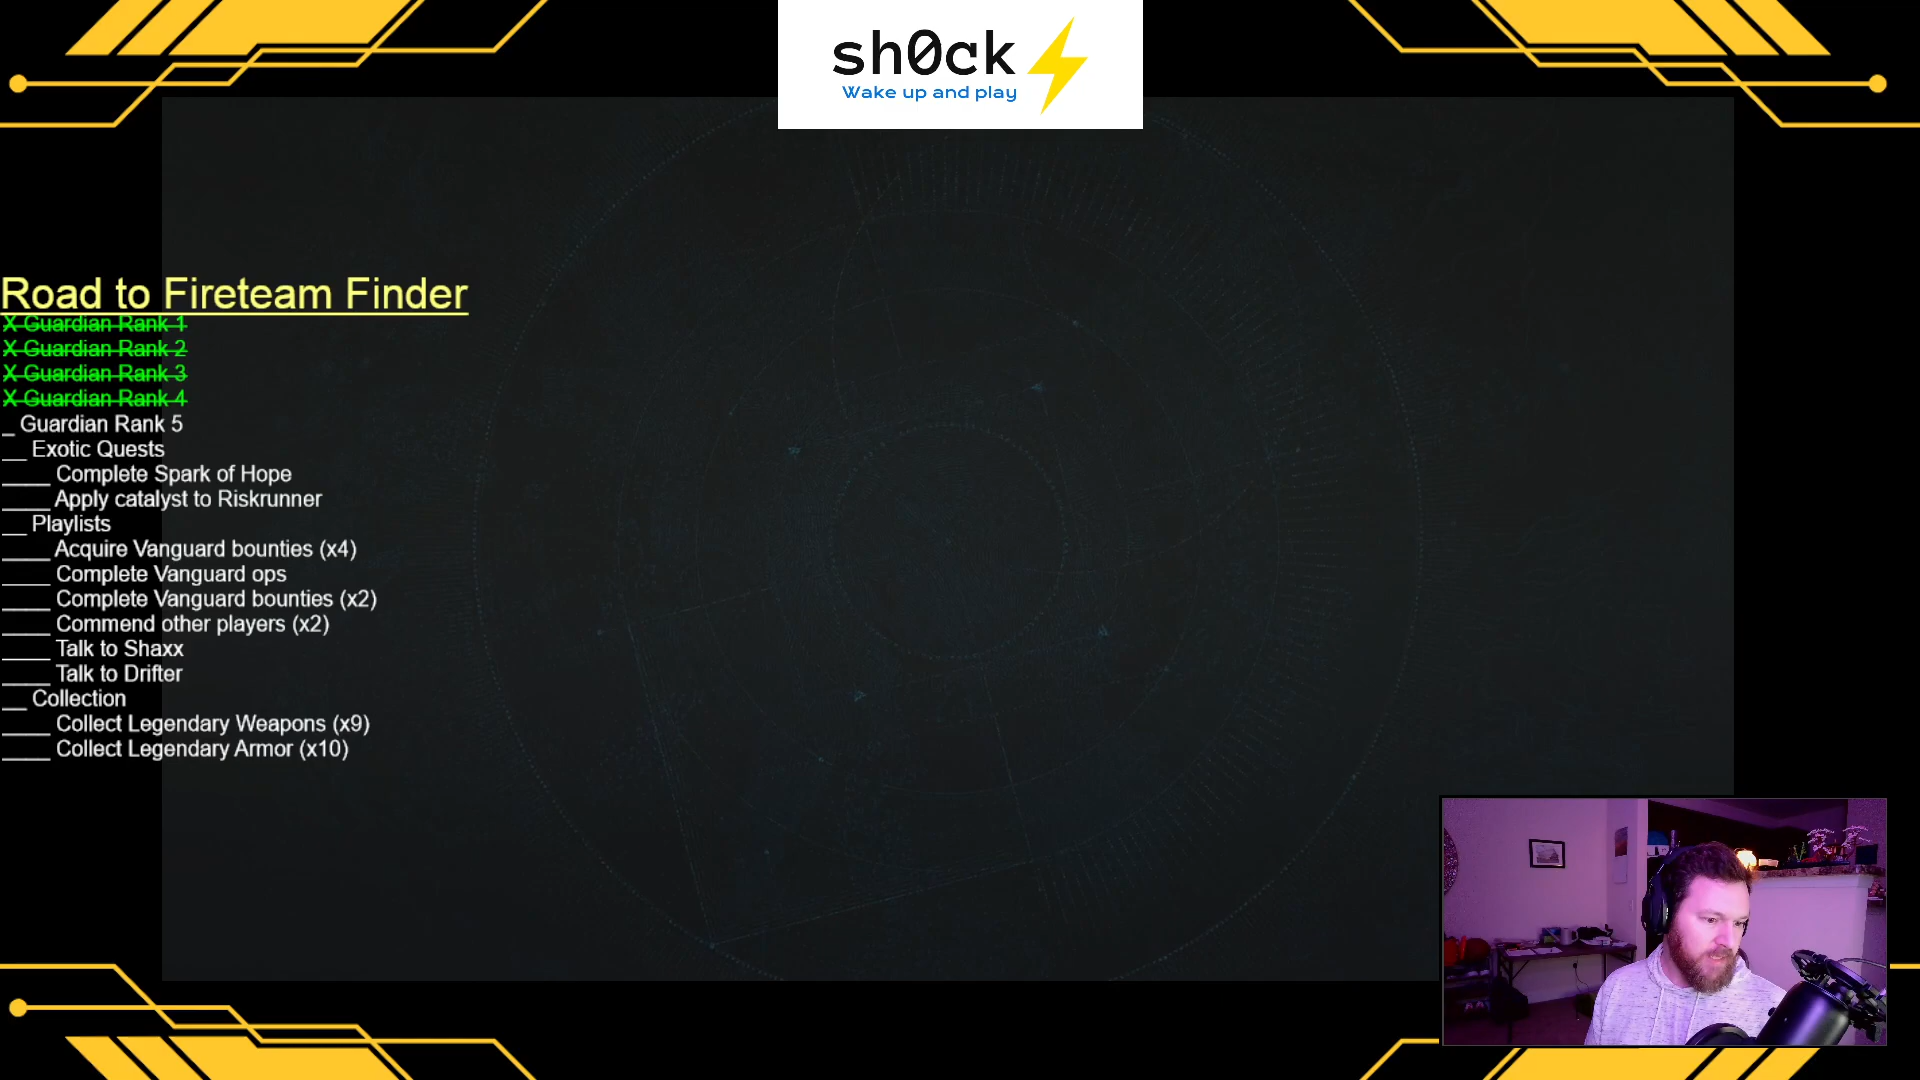 sh0ck
Wake up and play
Road to Fireteam Finder
X Guardian Rank 1
X Guardian Rank 2
X Guardian Rank 3
X Guardian Rank 4
_ Guardian Rank 5
__ Exotic Quests
____ Complete Spark of Hope
____ Apply catalyst to Riskrunner
__ Playlists
____ Acquire Vanguard bounties (x4)
____ Complete Vanguard ops
____ Complete Vanguard bounties (x2)
____ Commend other players (x2)
____ Talk to Shaxx
____ Talk to Drifter
__ Collection
____ Collect Legendary Weapons (x9)
____ Collect Legendary Armor (x10)